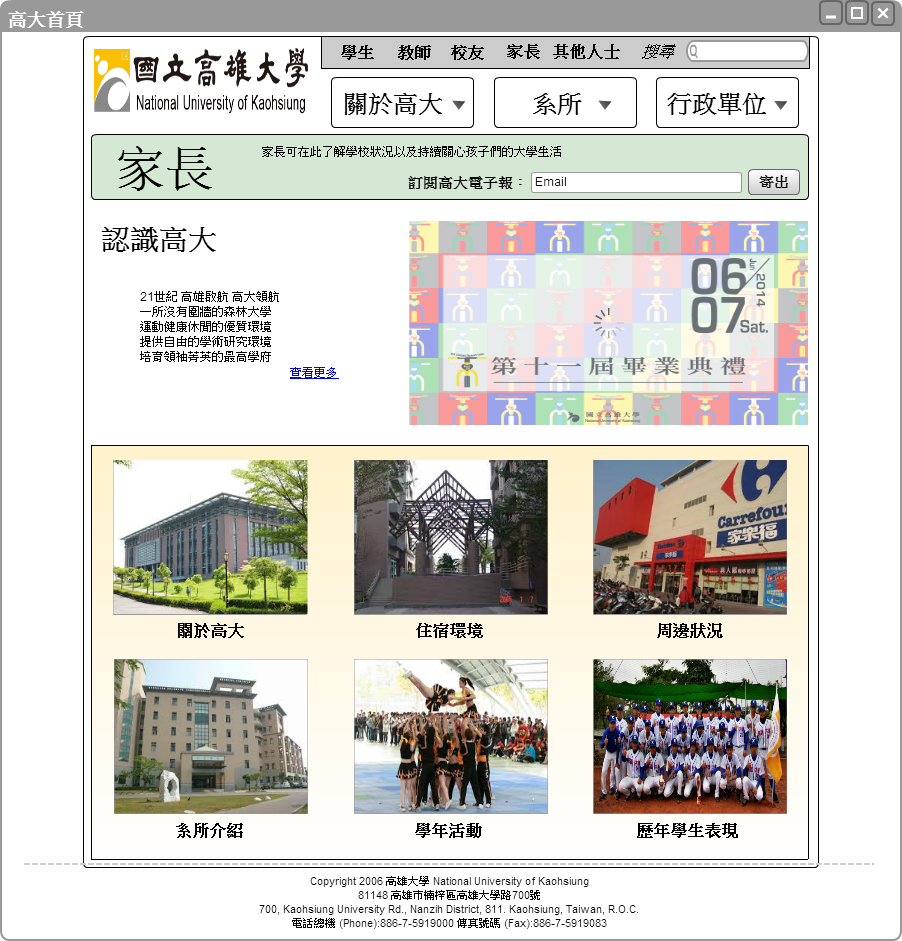 高大首頁
國立高雄大學
National University of Kaohsiung
學生 教師 校友 家長 其他人士 搜尋
關於高大 系所 行政單位
家長
家長可在此了解學校狀況以及持續關心孩子們的大學生活
訂閱高大電子報： Email 寄出
認識高大
21世紀 高雄啟航 高大領航
一所沒有圍牆的森林大學
運動健康休閒的優質環境
提供自由的學術研究環境
培育領袖菁英的最高學府
查看更多
06 Jun 2014
07 Sat.
第十一屆畢業典禮
國立高雄大學
Carrefour
家樂福
關於高大 住宿環境 周邊狀況
系所介紹 學年活動 歷年學生表現
Copyright 2006 高雄大學 National University of Kaohsiung
81148 高雄市楠梓區高雄大學路700號
700, Kaohsiung University Rd., Nanzih District, 811. Kaohsiung, Taiwan, R.O.C.
電話總機 (Phone):886-7-5919000 傳真號碼 (Fax):886-7-5919083